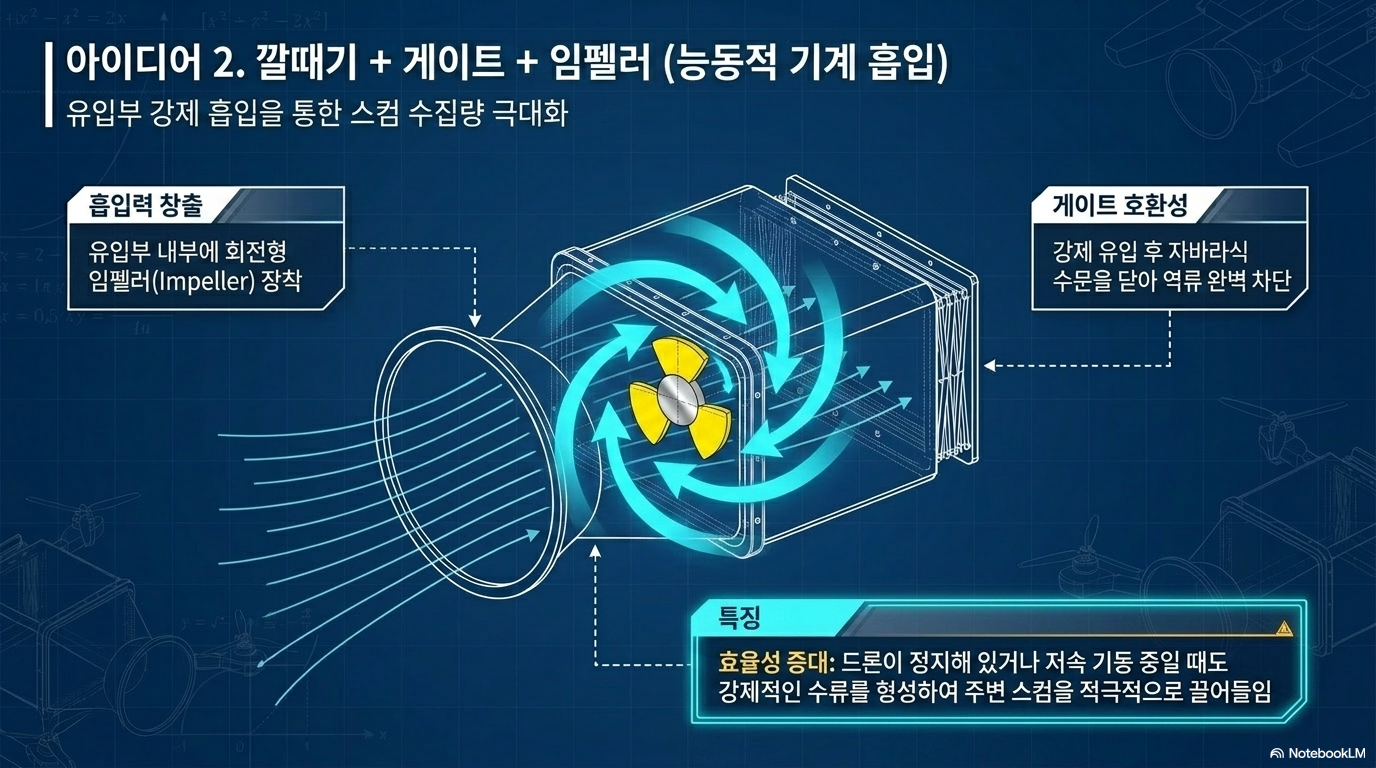 아이디어 2. 깔때기 + 게이트 + 임펠러 (능동적 기계 흡입)
유입부 강제 흡입을 통한 스컴 수집량 극대화
흡입력 창출
유입부 내부에 회전형
임펠러(Impeller) 장착
게이트 호환성
강제 유입 후 자바라식
수문을 닫아 역류 완벽 차단
특징
효율성 증대: 드론이 정지해 있거나 저속 기동 중일 때도
강제적인 수류를 형성하여 주변 스컴을 적극적으로 끌어들임
NotebookLM